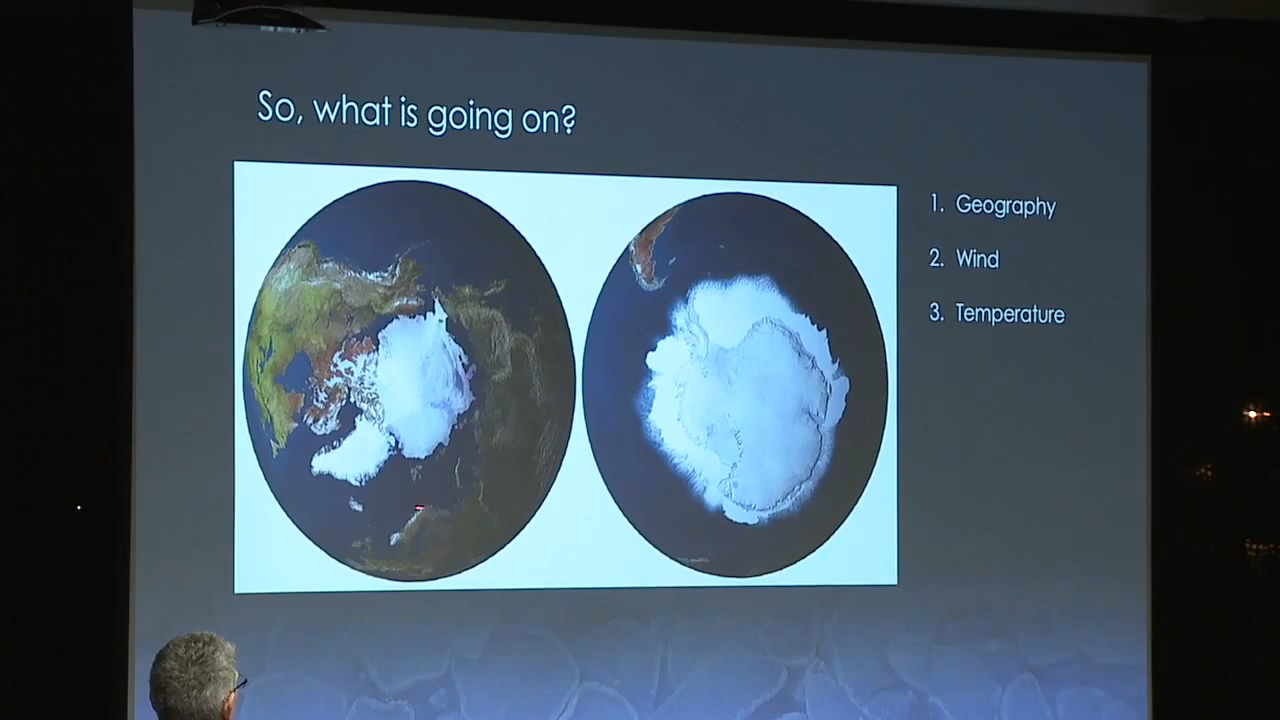 So, what is going on?
1. Geography
2. Wind
3. Temperature